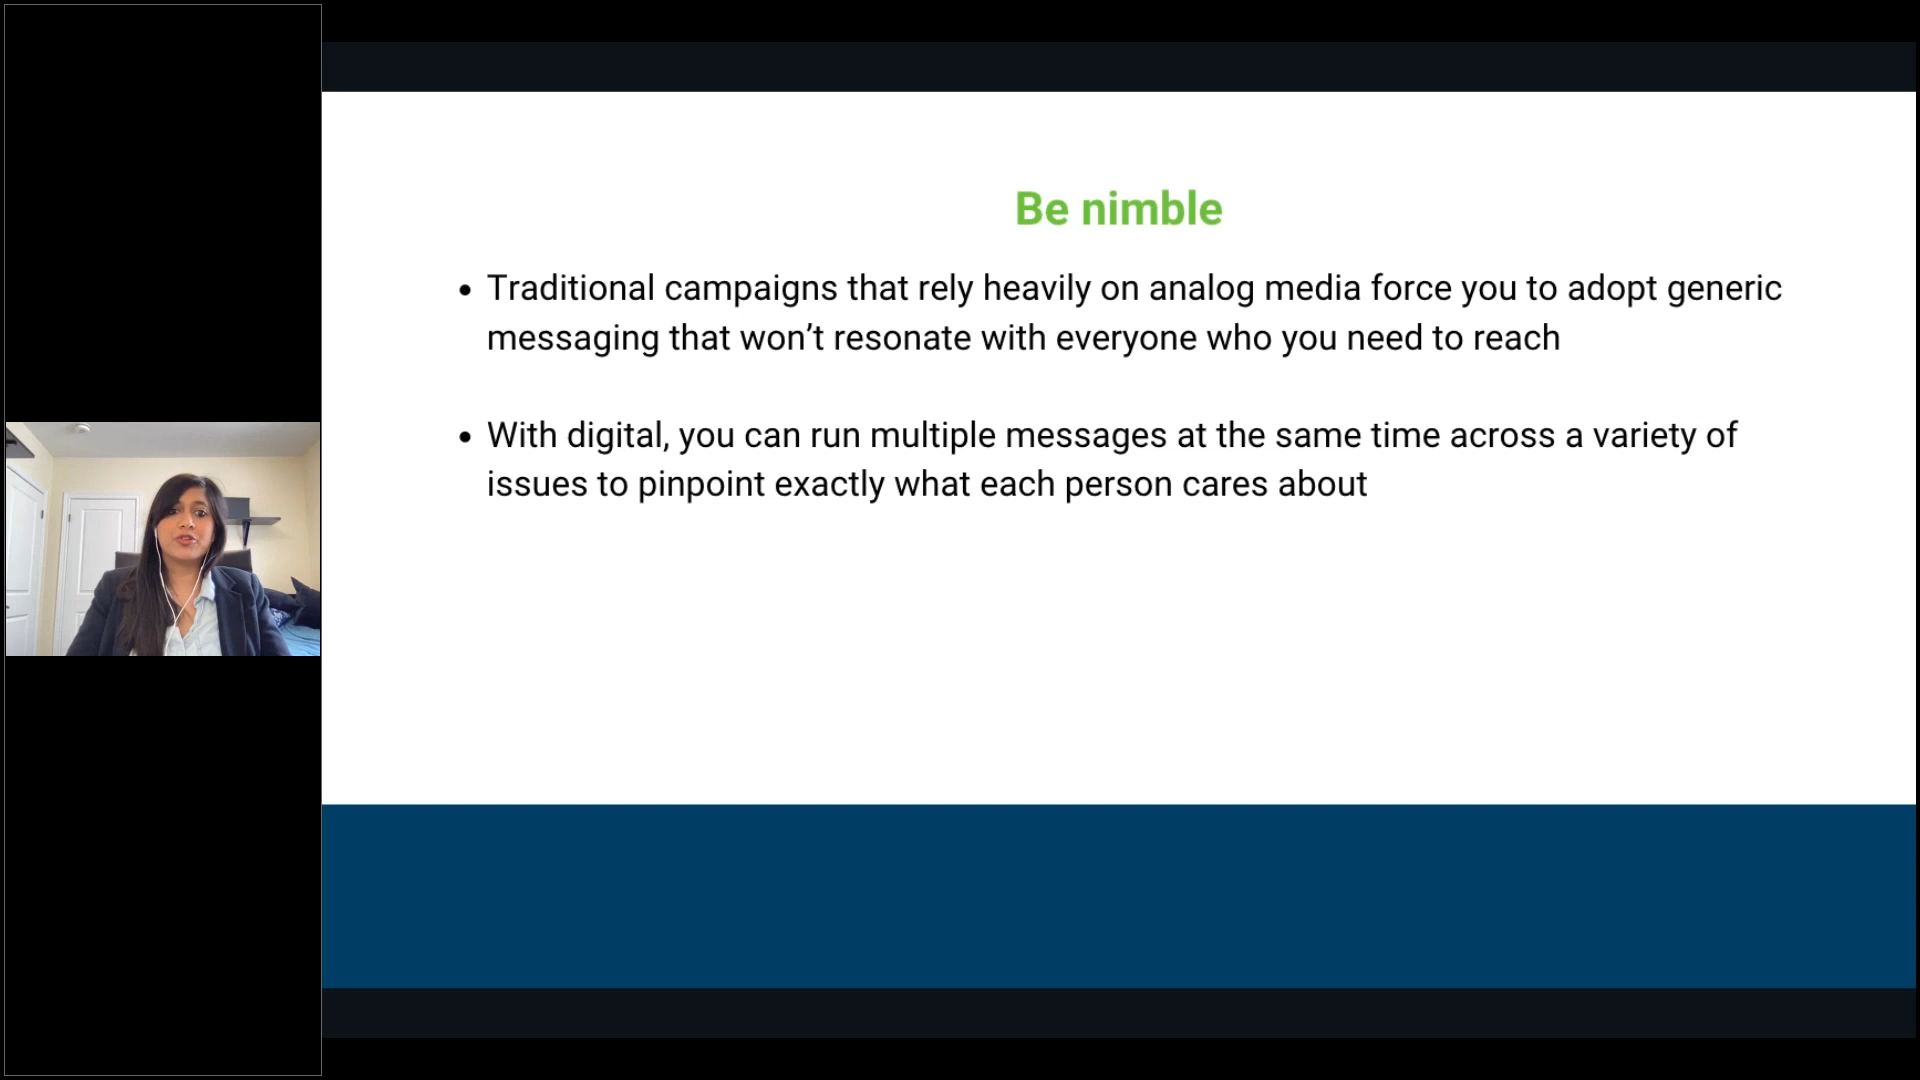 Be nimble
• Traditional campaigns that rely heavily on analog media force you to adopt generic
messaging that won’t resonate with everyone who you need to reach
• With digital, you can run multiple messages at the same time across a variety of
issues to pinpoint exactly what each person cares about